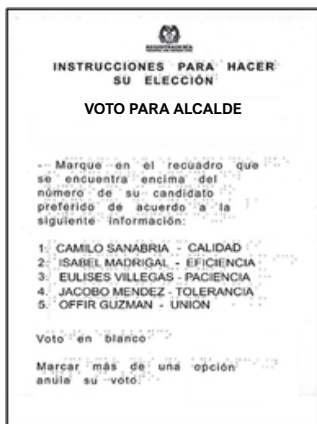 REGISTRADURÍA
INSTRUCCIONES PARA HACER
SU ELECCIÓN
VOTO PARA ALCALDE
- Marque en el recuadro que
se encuentra encima del
número de su candidato
preferido de acuerdo a la
siguiente información:
1. CAMILO SANABRIA - CALIDAD
2. ISABEL MADRIGAL - EFICIENCIA
3. EULISES VILLEGAS - PACIENCIA
4. JACOBO MENDEZ - TOLERANCIA
5. OFFIR GUZMAN - UNION
Voto en blanco
Marcar más de una opción
anula su voto.